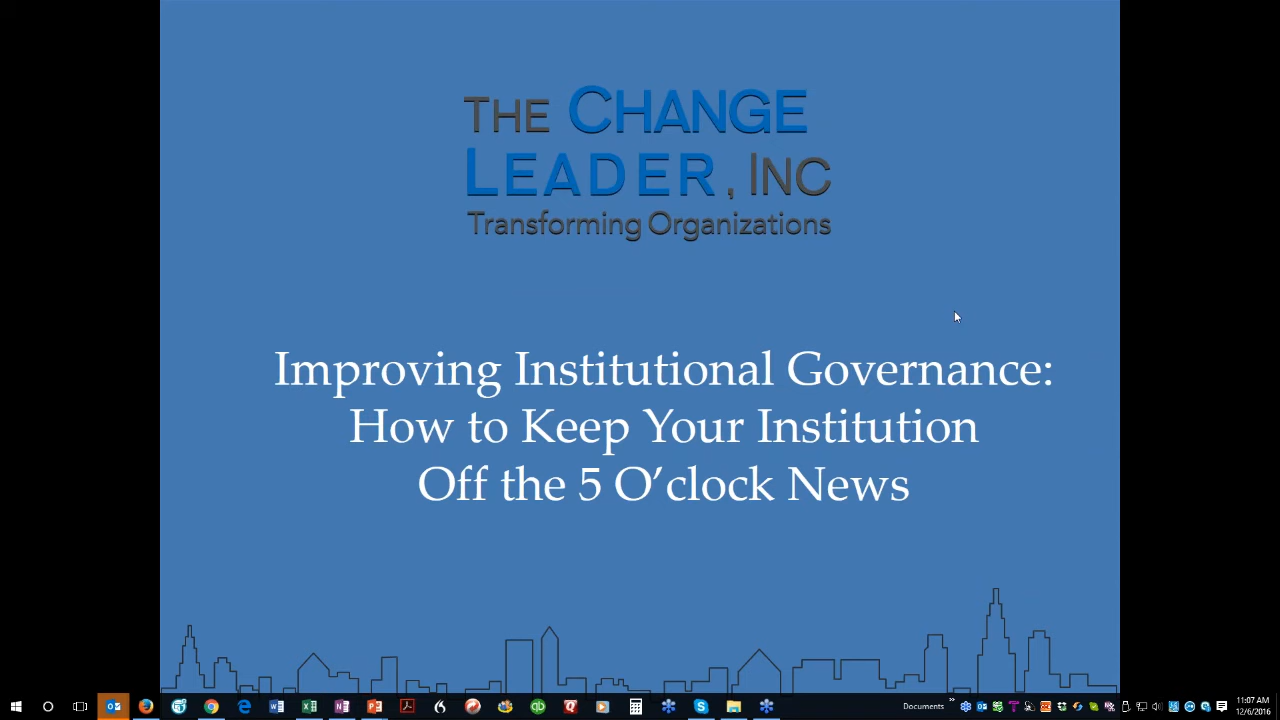 THE CHANGE
LEADER, INC
Transforming Organizations
Improving Institutional Governance:
How to Keep Your Institution
Off the 5 O’clock News
Documents
11:07 AM
12/6/2016